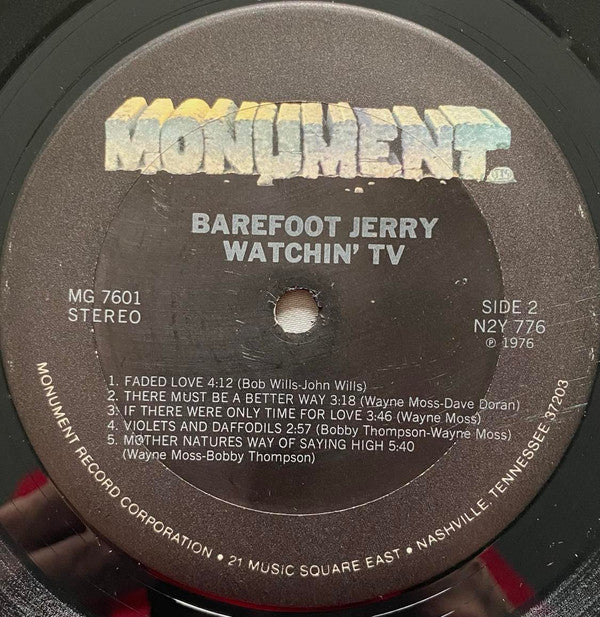 MONUMENT
BAREFOOT JERRY
WATCHIN' TV
MG 7601
STEREO
SIDE 2
N2Y 776
℗ 1976
1. FADED LOVE 4:12 (Bob Wills-John Wills)
2. THERE MUST BE A BETTER WAY 3:18 (Wayne Moss-Dave Doran)
3. IF THERE WERE ONLY TIME FOR LOVE 3:46 (Wayne Moss)
4. VIOLETS AND DAFFODILS 2:57 (Bobby Thompson-Wayne Moss)
5. MOTHER NATURES WAY OF SAYING HIGH 5:40
(Wayne Moss-Bobby Thompson)
MONUMENT RECORD CORPORATION • 21 MUSIC SQUARE EAST • NASHVILLE, TENNESSEE 37203